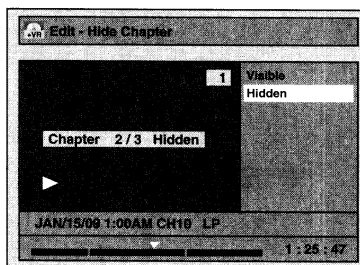 +VR Edit - Hide Chapter
1 Visible
Hidden
Chapter 2 / 3 Hidden
JAN/15/09 1:00AM CH10 LP
1 : 25 : 47